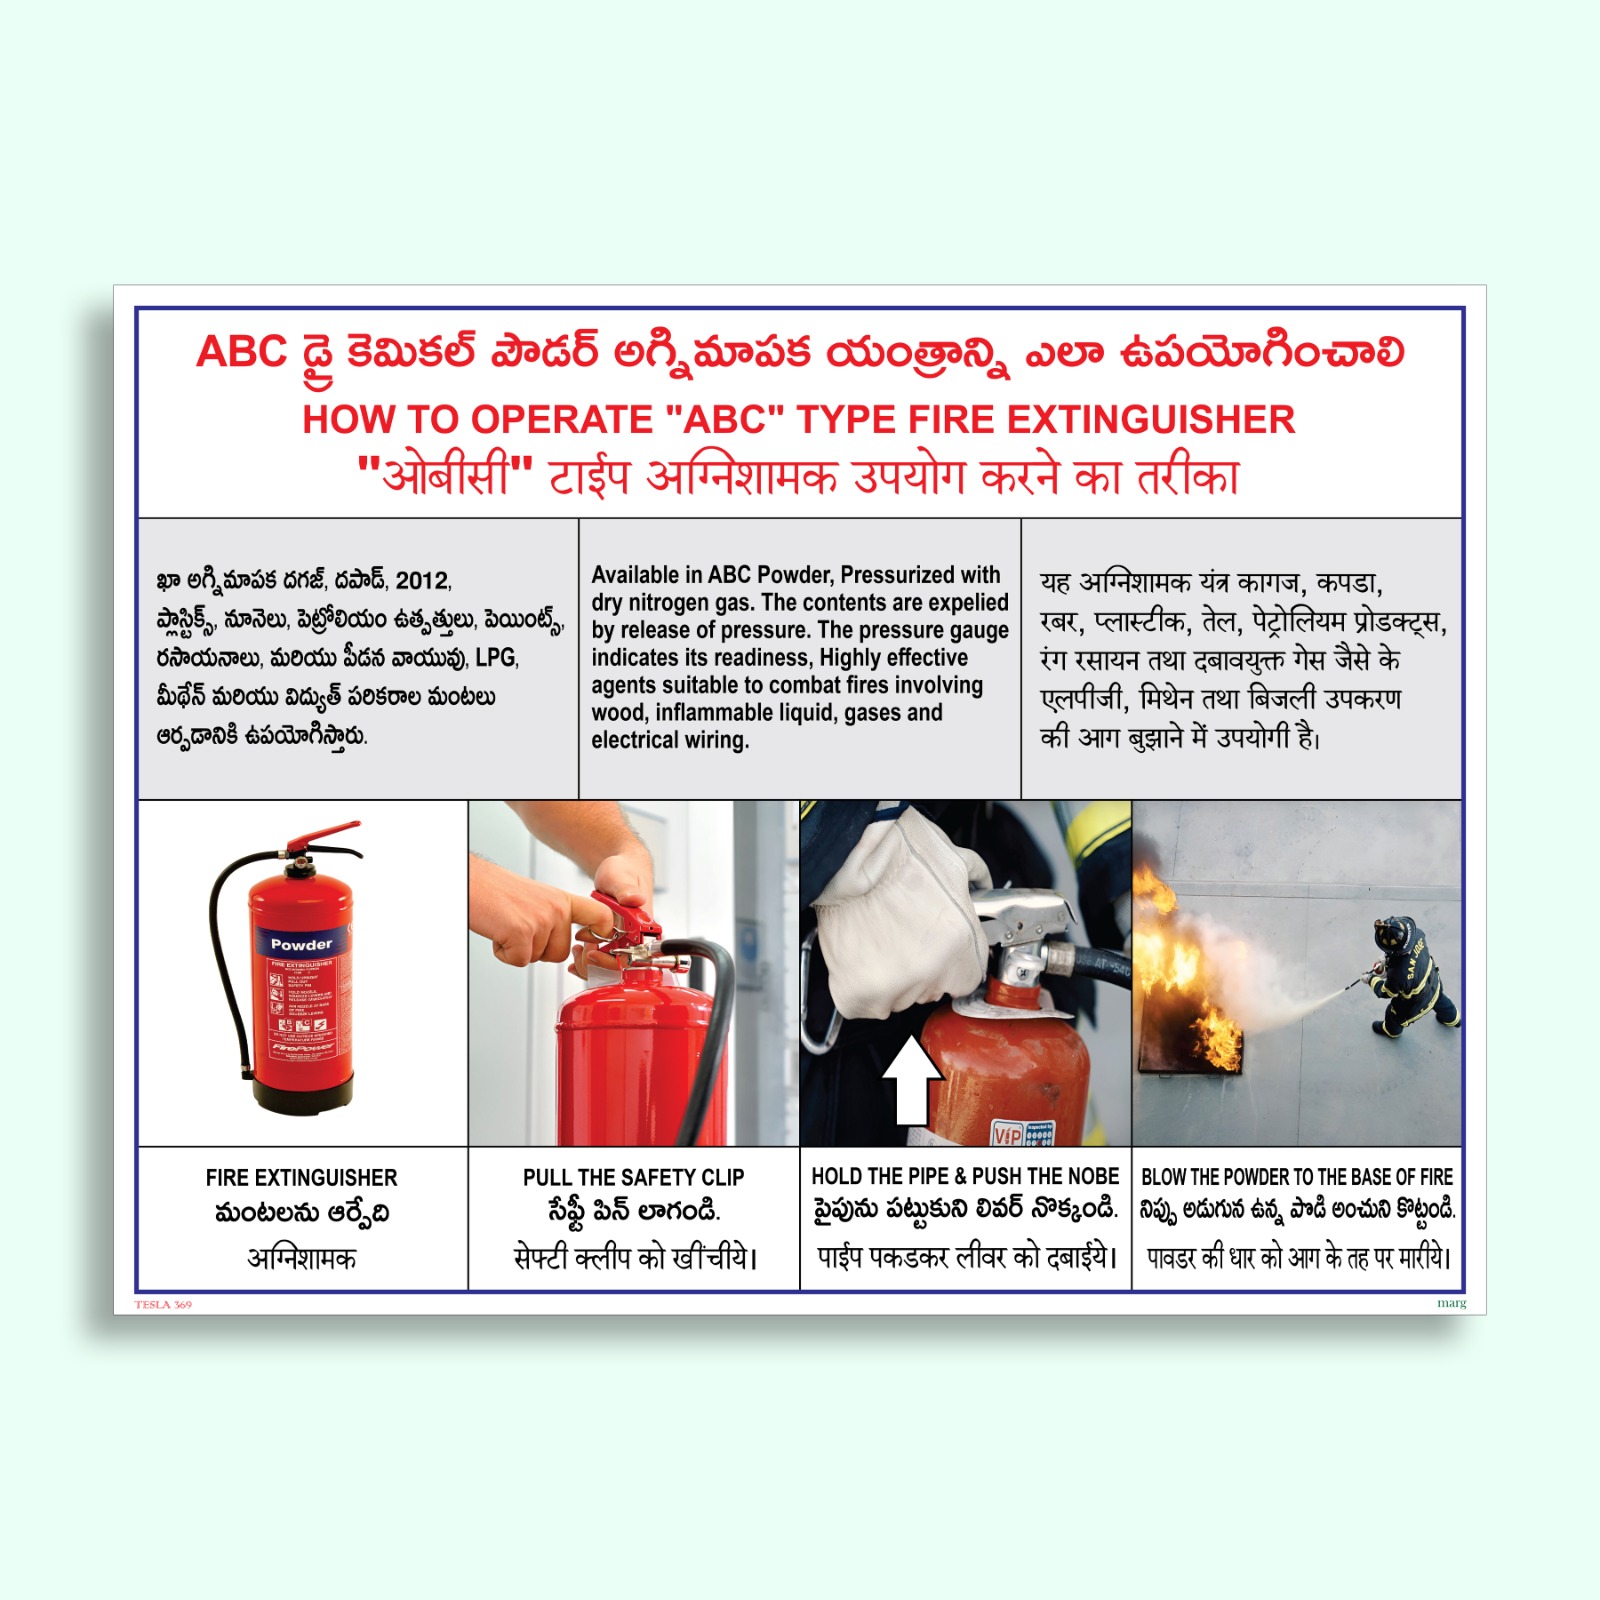 ABC డ్రై కెమికల్ పౌడర్ అగ్నిమాపక యంత్రాన్ని ఎలా ఉపయోగించాలి
HOW TO OPERATE "ABC" TYPE FIRE EXTINGUISHER
"ओबीसी" टाईप अग्निशामक उपयोग करने का तरीका
ఖా అగ్నిమాపక దగజ్, దపాడ్, 2012,
ప్లాస్టిక్స్, నూనెలు, పెట్రోలియం ఉత్పత్తులు, పెయింట్స్,
రసాయనాలు, మరియు పీడన వాయువు, LPG,
మీథేన్ మరియు విద్యుత్ పరికరాల మంటలు
ఆర్పడానికి ఉపయోగిస్తారు.
Available in ABC Powder, Pressurized with
dry nitrogen gas. The contents are expelied
by release of pressure. The pressure gauge
indicates its readiness, Highly effective
agents suitable to combat fires involving
wood, inflammable liquid, gases and
electrical wiring.
यह अग्निशामक यंत्र कागज, कपडा,
रबर, प्लास्टीक, तेल, पेट्रोलियम प्रोडक्ट्स,
रंग रसायन तथा दबावयुक्त गेस जैसे के
एलपीजी, मिथेन तथा बिजली उपकरण
की आग बुझाने में उपयोगी है।
Powder
FIRE EXTINGUISHER
FirePower
VIP
SAN JOSE
FIRE EXTINGUISHER
మంటలను ఆర్పేది
अग्निशामक
PULL THE SAFETY CLIP
సేఫ్టీ పిన్ లాగండి.
सेफ्टी क्लीप को खींचीये।
HOLD THE PIPE & PUSH THE NOBE
పైపును పట్టుకుని లివర్ నొక్కండి.
पाईप पकडकर लीवर को दबाईये।
BLOW THE POWDER TO THE BASE OF FIRE
నిప్పు అడుగున ఉన్న పొడి అంచుని కొట్టండి.
पावडर की धार को आग के तह पर मारीये।
TESLA 369
marg